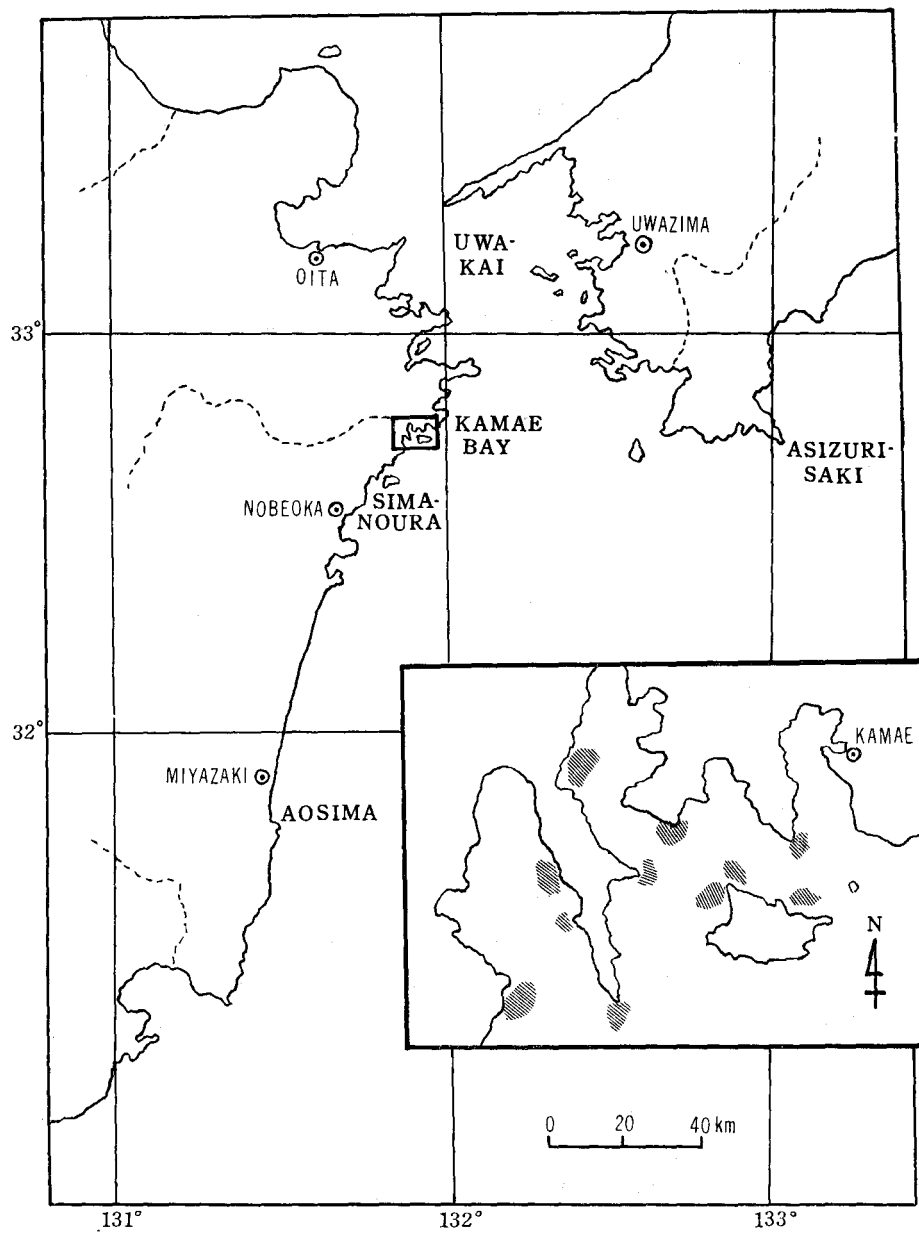 UWAZIMA
UWA-
KAI
OITA
33°
KAMAE
BAY
ASIZURI-
SAKI
NOBEOKA
SIMA-
NOURA
32°
KAMAE
MIYAZAKI
AOSIMA
N
0 20 40 km
131° 132° 133°